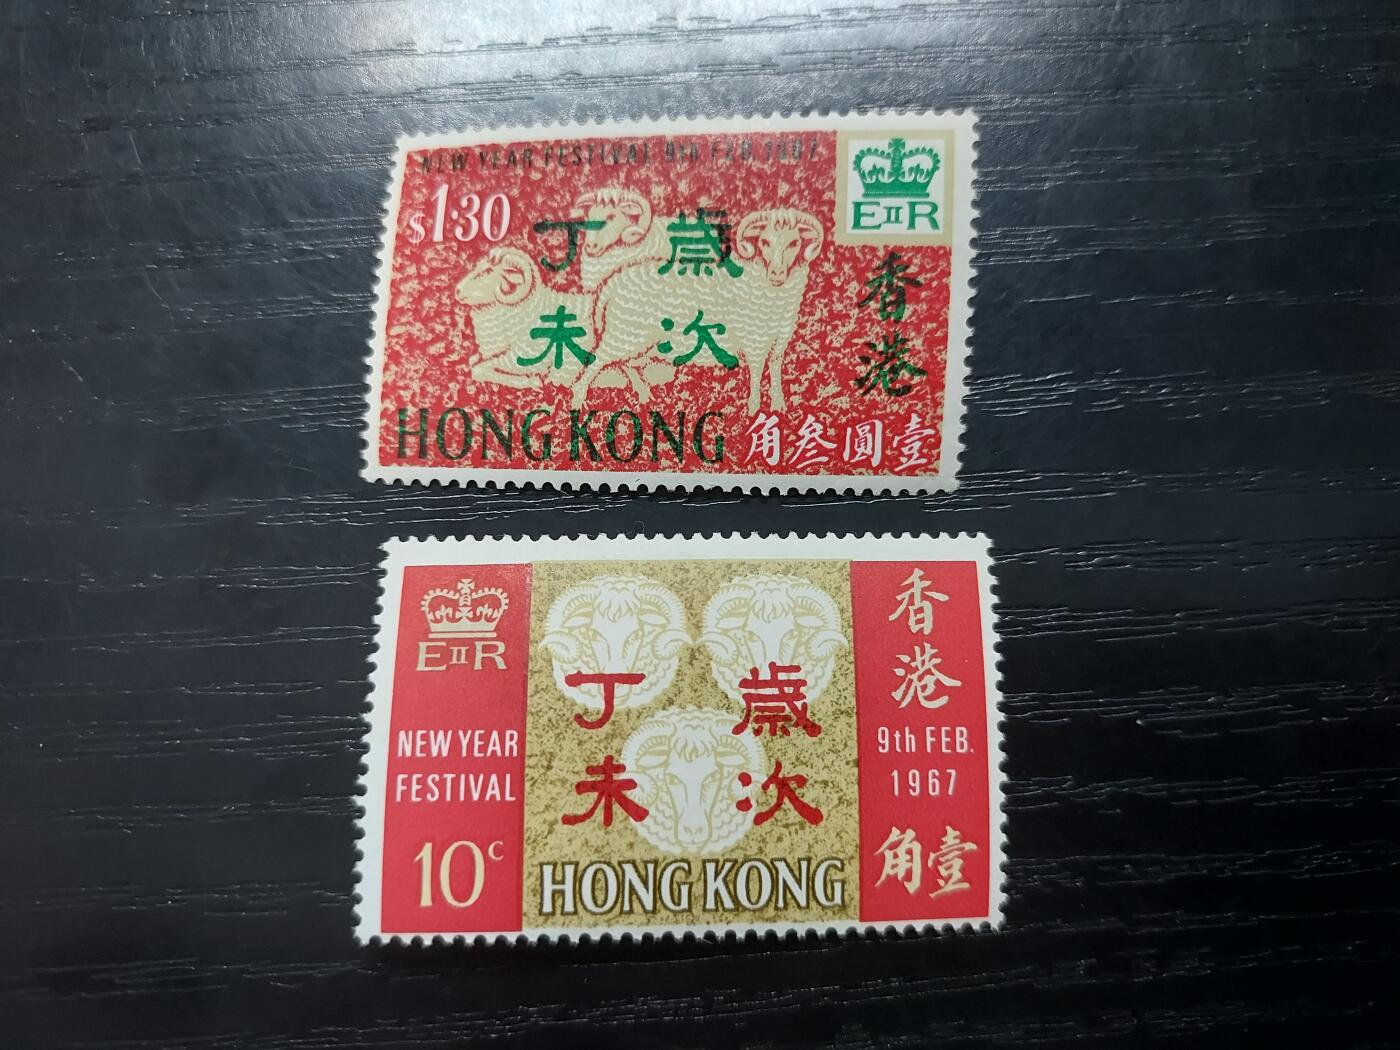 NEW YEAR FESTIVAL 9th FEB. 1967
$1·30
EIIR
歲次
丁未
香港
HONG KONG
壹圓叁角
EIIR
香港
NEW YEAR
FESTIVAL
歲次
丁未
9th FEB.
1967
10c
HONG KONG
壹角